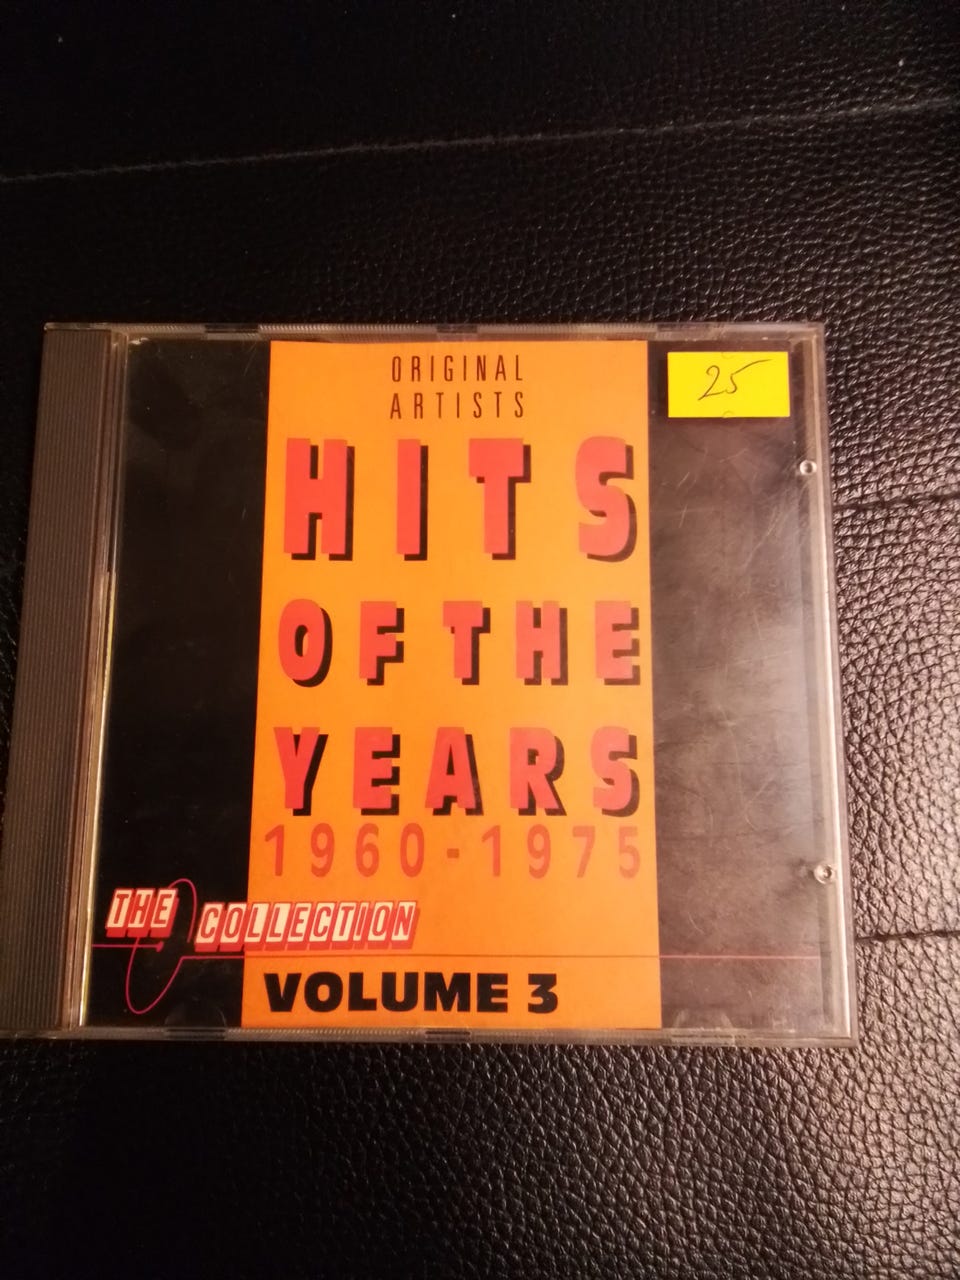 ORIGINAL
ARTISTS
25
HITS
OF THE
YEARS
1960-1975
THE COLLECTION
VOLUME 3